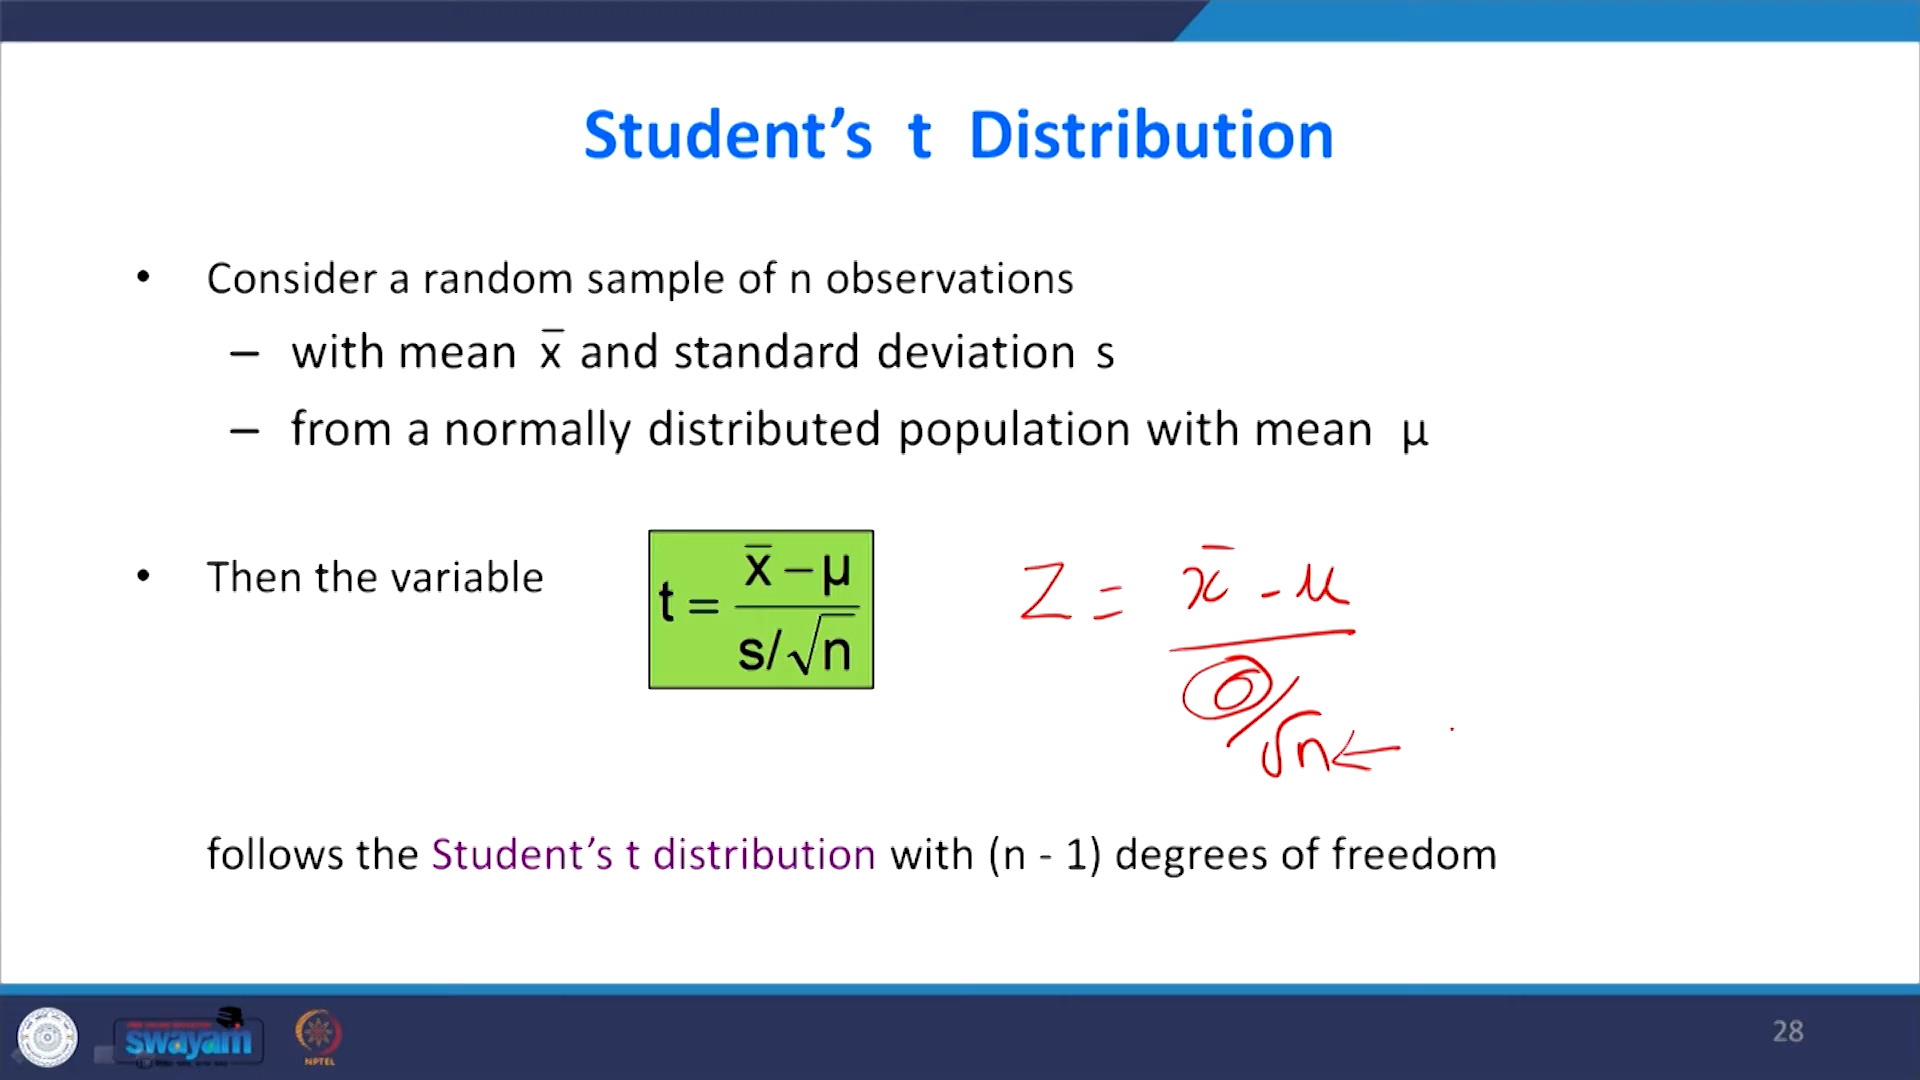 Student’s t Distribution
• Consider a random sample of n observations
– with mean x̅ and standard deviation s
– from a normally distributed population with mean μ
• Then the variable
t = (x̅ – μ) / (s/√n)
Z = (x̅ - μ) / (σ/√n) ←
follows the Student’s t distribution with (n - 1) degrees of freedom
swayam
NPTEL
28